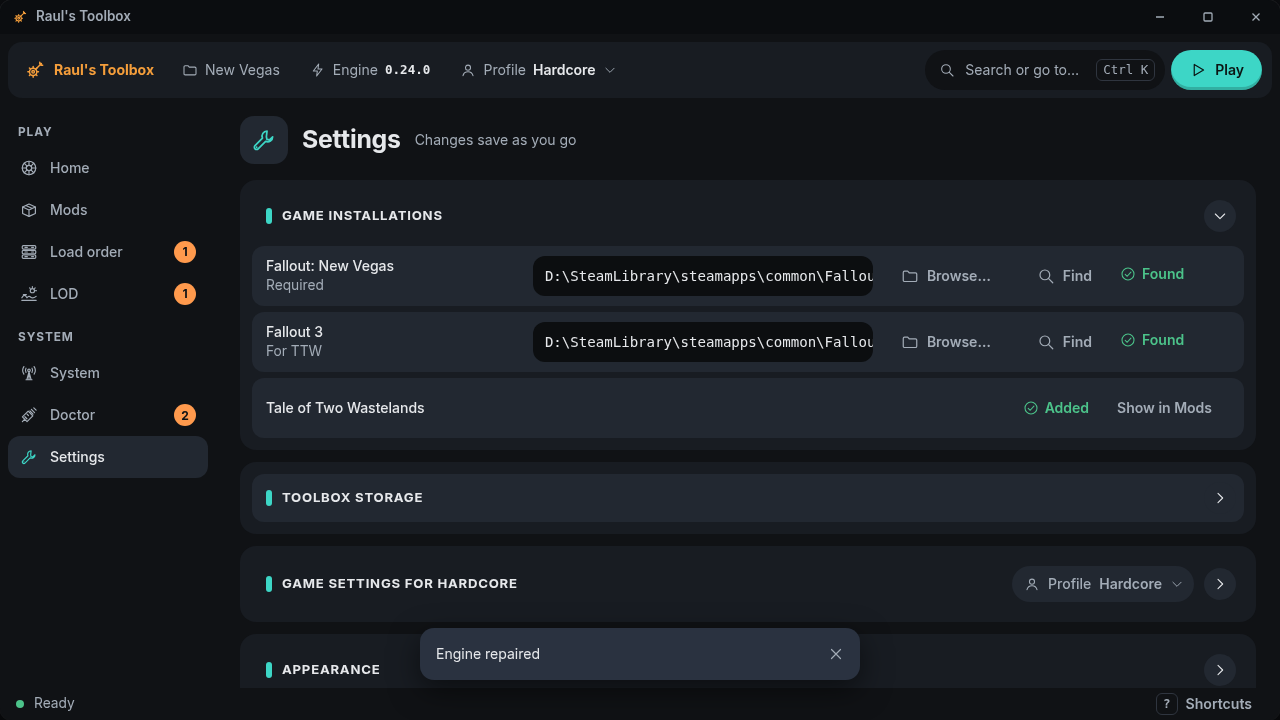 Raul's Toolbox
Raul's Toolbox
New Vegas
Engine 0.24.0
Profile Hardcore
Search or go to...
Ctrl K
Play
PLAY
Home
Mods
Load order 1
LOD 1
SYSTEM
System
Doctor 2
Settings
Settings
Changes save as you go
GAME INSTALLATIONS
Fallout: New Vegas
Required
D:\SteamLibrary\steamapps\common\Fallou
Browse...
Find
Found
Fallout 3
For TTW
D:\SteamLibrary\steamapps\common\Fallou
Browse...
Find
Found
Tale of Two Wastelands
Added
Show in Mods
TOOLBOX STORAGE
GAME SETTINGS FOR HARDCORE
Profile Hardcore
APPEARANCE
Engine repaired
Ready
? Shortcuts